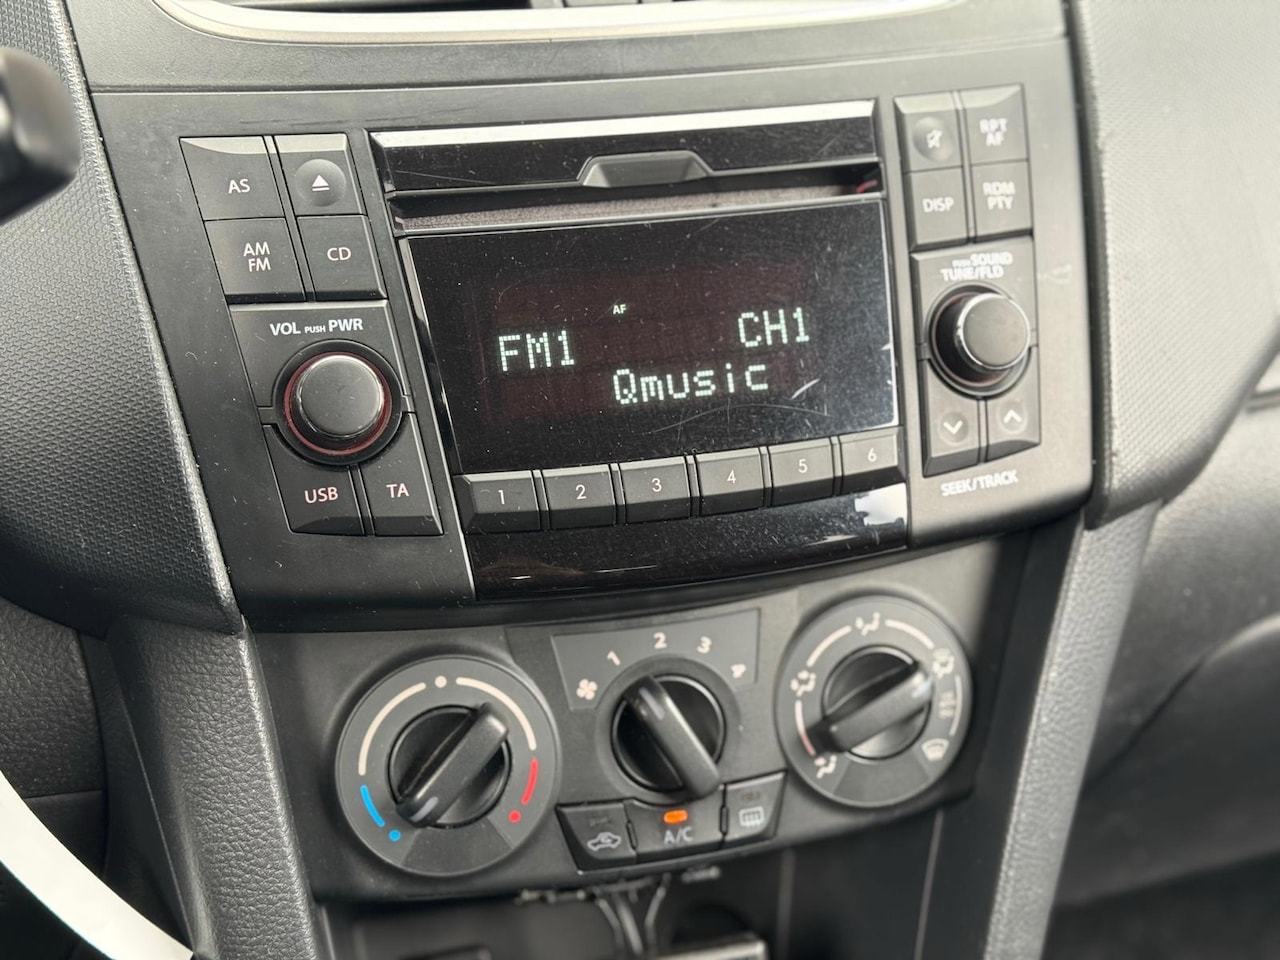 AS
AM
FM
CD
VOL PUSH PWR
USB
TA
AF
FM1
CH1
Qmusic
1
2
3
4
5
6
RPT
AF
DISP
RDM
PTY
PUSH SOUND
TUNE/FLD
SEEK/TRACK
1
2
3
4
A/C